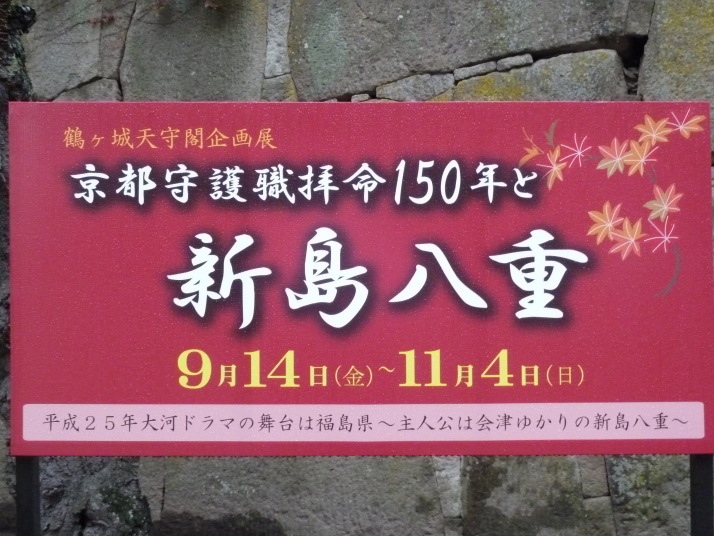 鶴ヶ城天守閣企画展
京都守護職拝命150年と
新島八重
9月14日(金)~11月4日(日)
平成25年大河ドラマの舞台は福島県～主人公は会津ゆかりの新島八重～